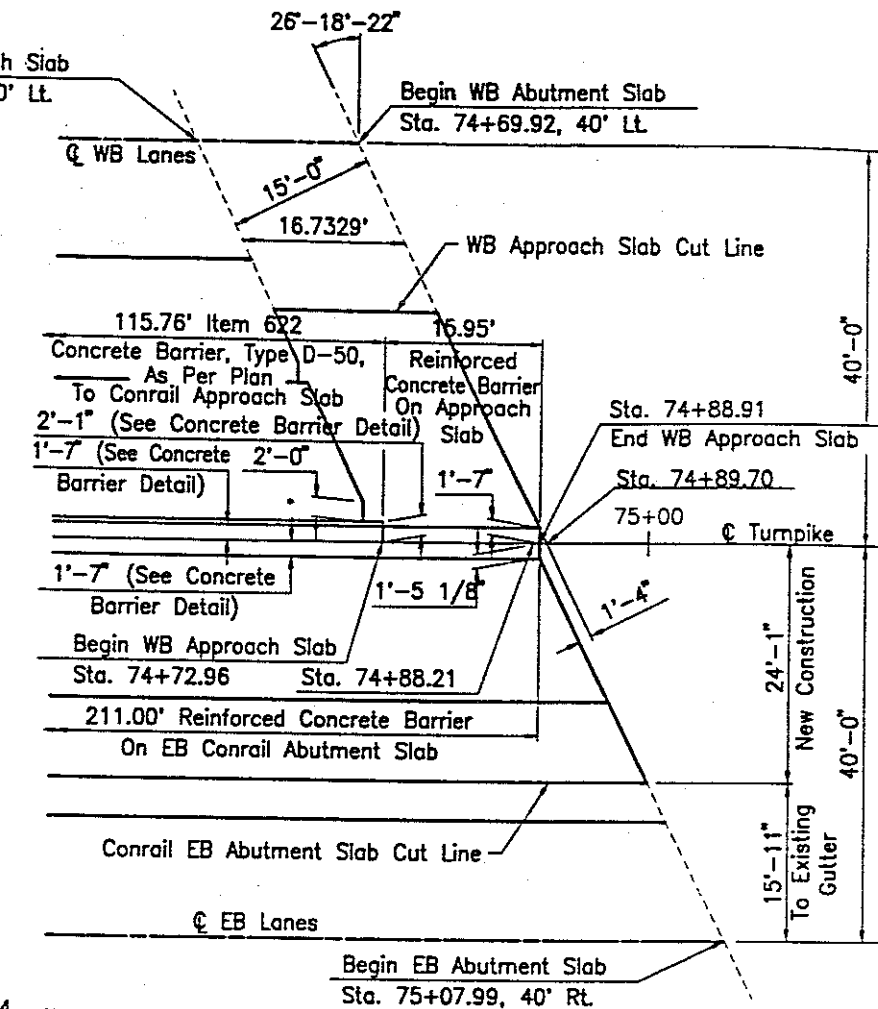 26°-18'-22"
h Slab
0' Lt.
Begin WB Abutment Slab
Sta. 74+69.92, 40' Lt.
℄ WB Lanes
15'-0"
16.7329'
WB Approach Slab Cut Line
40'-0"
115.76' Item 622
Concrete Barrier, Type D-50,
As Per Plan
To Conrail Approach Slab
15.95'
Reinforced
Concrete Barrier
On Approach
Slab
2'-1" (See Concrete Barrier Detail)
1'-7" (See Concrete
Barrier Detail)
2'-0"
1'-7"
Sta. 74+88.91
End WB Approach Slab
Sta. 74+89.70
75+00
℄ Turnpike
1'-7" (See Concrete
Barrier Detail)
1'-5 1/8"
1'-4"
Begin WB Approach Slab
Sta. 74+72.96
Sta. 74+88.21
24'-1"
New Construction
40'-0"
211.00' Reinforced Concrete Barrier
On EB Conrail Abutment Slab
Conrail EB Abutment Slab Cut Line
15'-11"
To Existing
Gutter
℄ EB Lanes
Begin EB Abutment Slab
Sta. 75+07.99, 40' Rt.